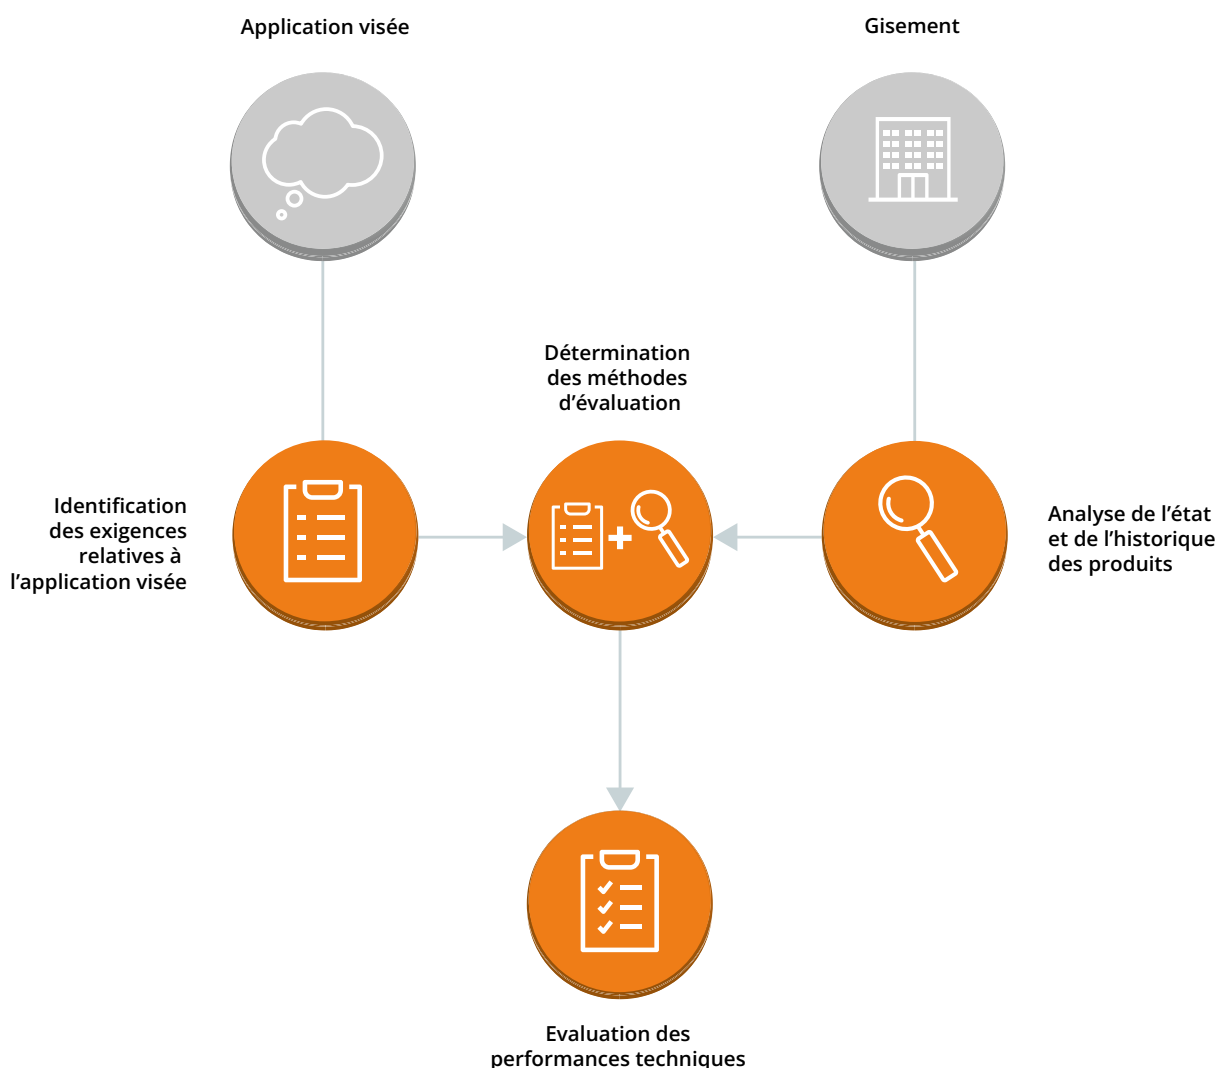 Application visée
Gisement
Détermination
des méthodes
d’évaluation
Identification
des exigences
relatives à
l’application visée
Analyse de l’état
et de l’historique
des produits
Evaluation des
performances techniques